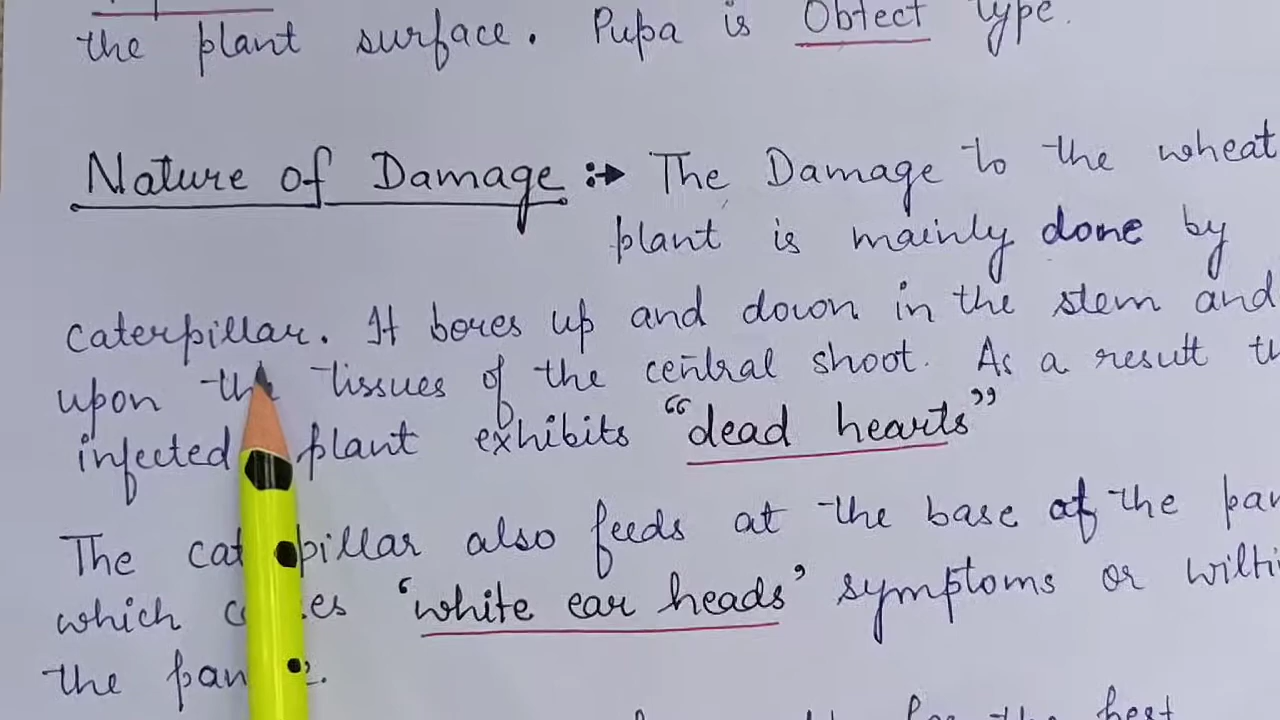 the plant surface. Pupa is Obtect type.
Nature of Damage :→ The Damage to the wheat
plant is mainly done by
caterpillar. It bores up and down in the stem and
upon the tissues of the central shoot. As a result
infected plant exhibits “dead hearts”
The caterpillar also feeds at the base of the
which ‘white ear heads’ symptoms or
the
for the best